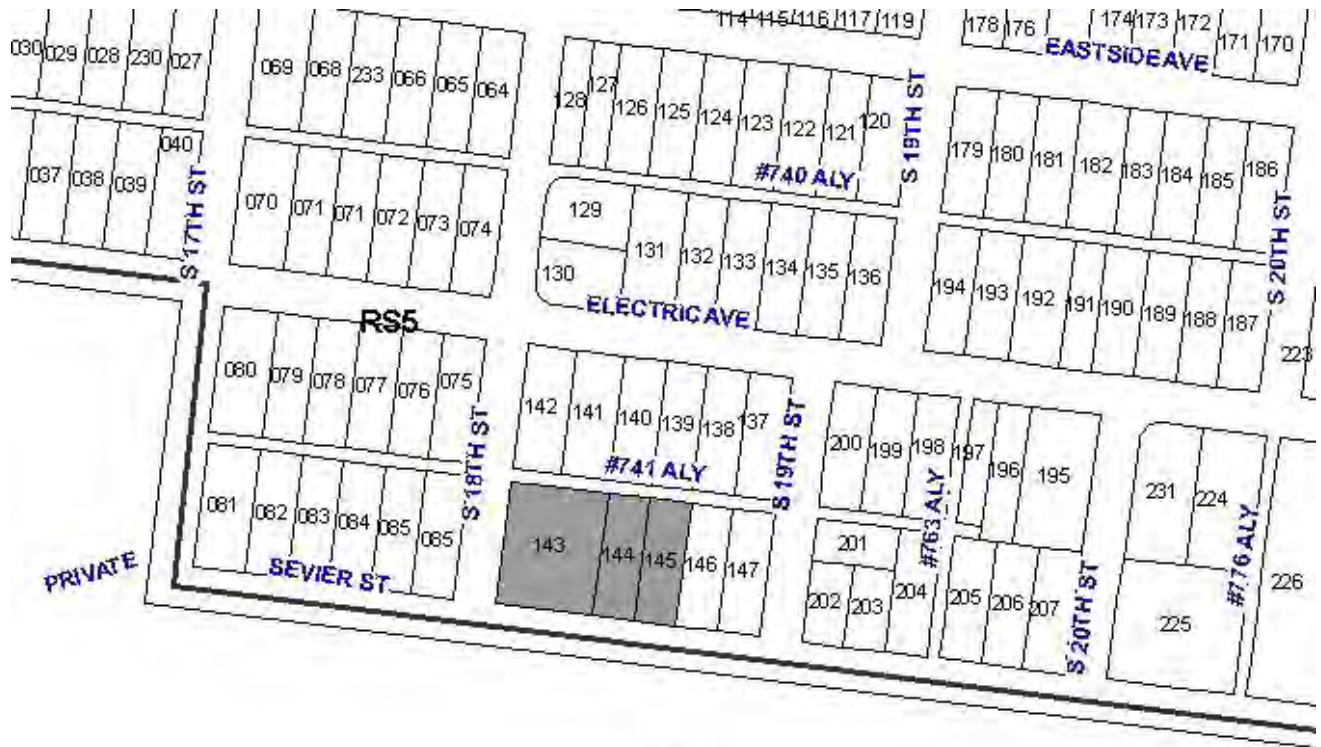 114 115 116 117 119
178 176 174 173 172 171 170
EASTSIDE AVE
030 029 028 230 027
069 068 233 066 065 064
128 127 126 125 124 123 122 121 120
S 19TH ST
179 180 181 182 183 184 185 186
#740 ALY
037 038 039 040
S 17TH ST
070 071 071 072 073 074
129
130
131 132 133 134 135 136
S 20TH ST
194 193 192 191 190 189 188 187
223
ELECTRIC AVE
RS5
080 079 078 077 076 075
142 141 140 139 138 137
S 18TH ST
#741 ALY
S 19TH ST
200 199 198 197 196 195
231 224
#763 ALY
#776 ALY
226
081 082 083 084 085 085
143 144 145 146 147
201
202 203 204
205 206 207
225
S 20TH ST
PRIVATE
SEVIER ST